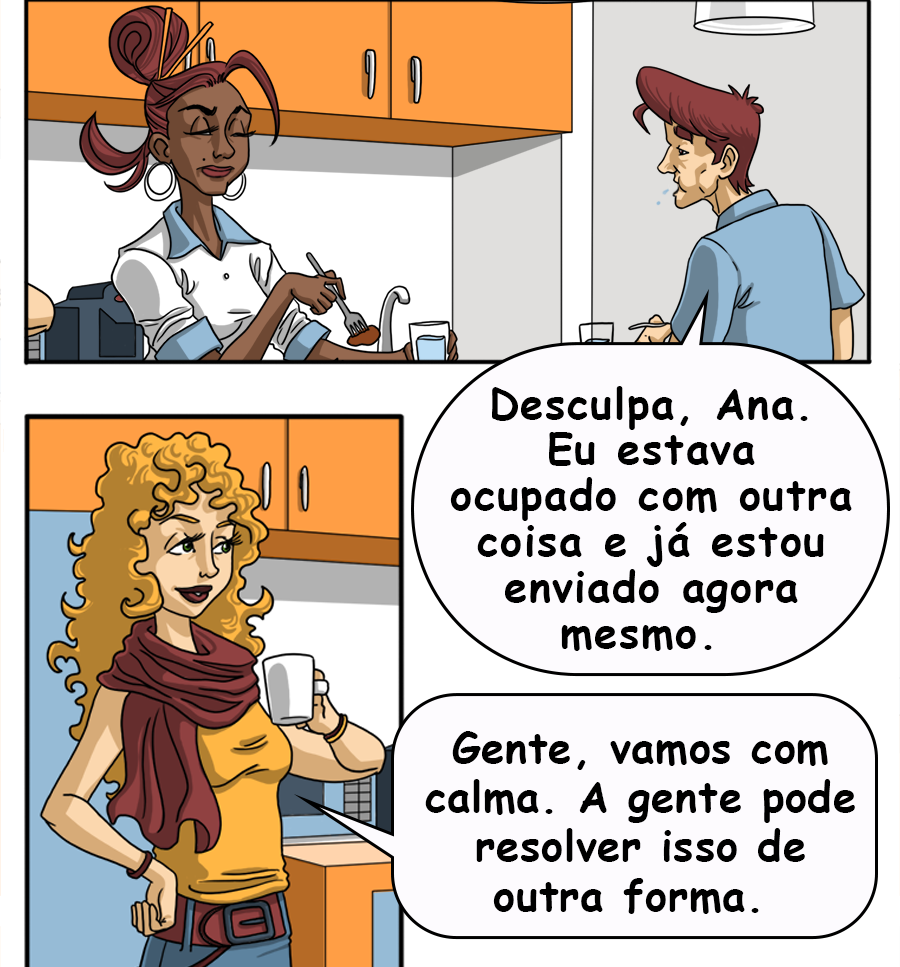 Desculpa, Ana.
Eu estava
ocupado com outra
coisa e já estou
enviado agora
mesmo.
Gente, vamos com
calma. A gente pode
resolver isso de
outra forma.